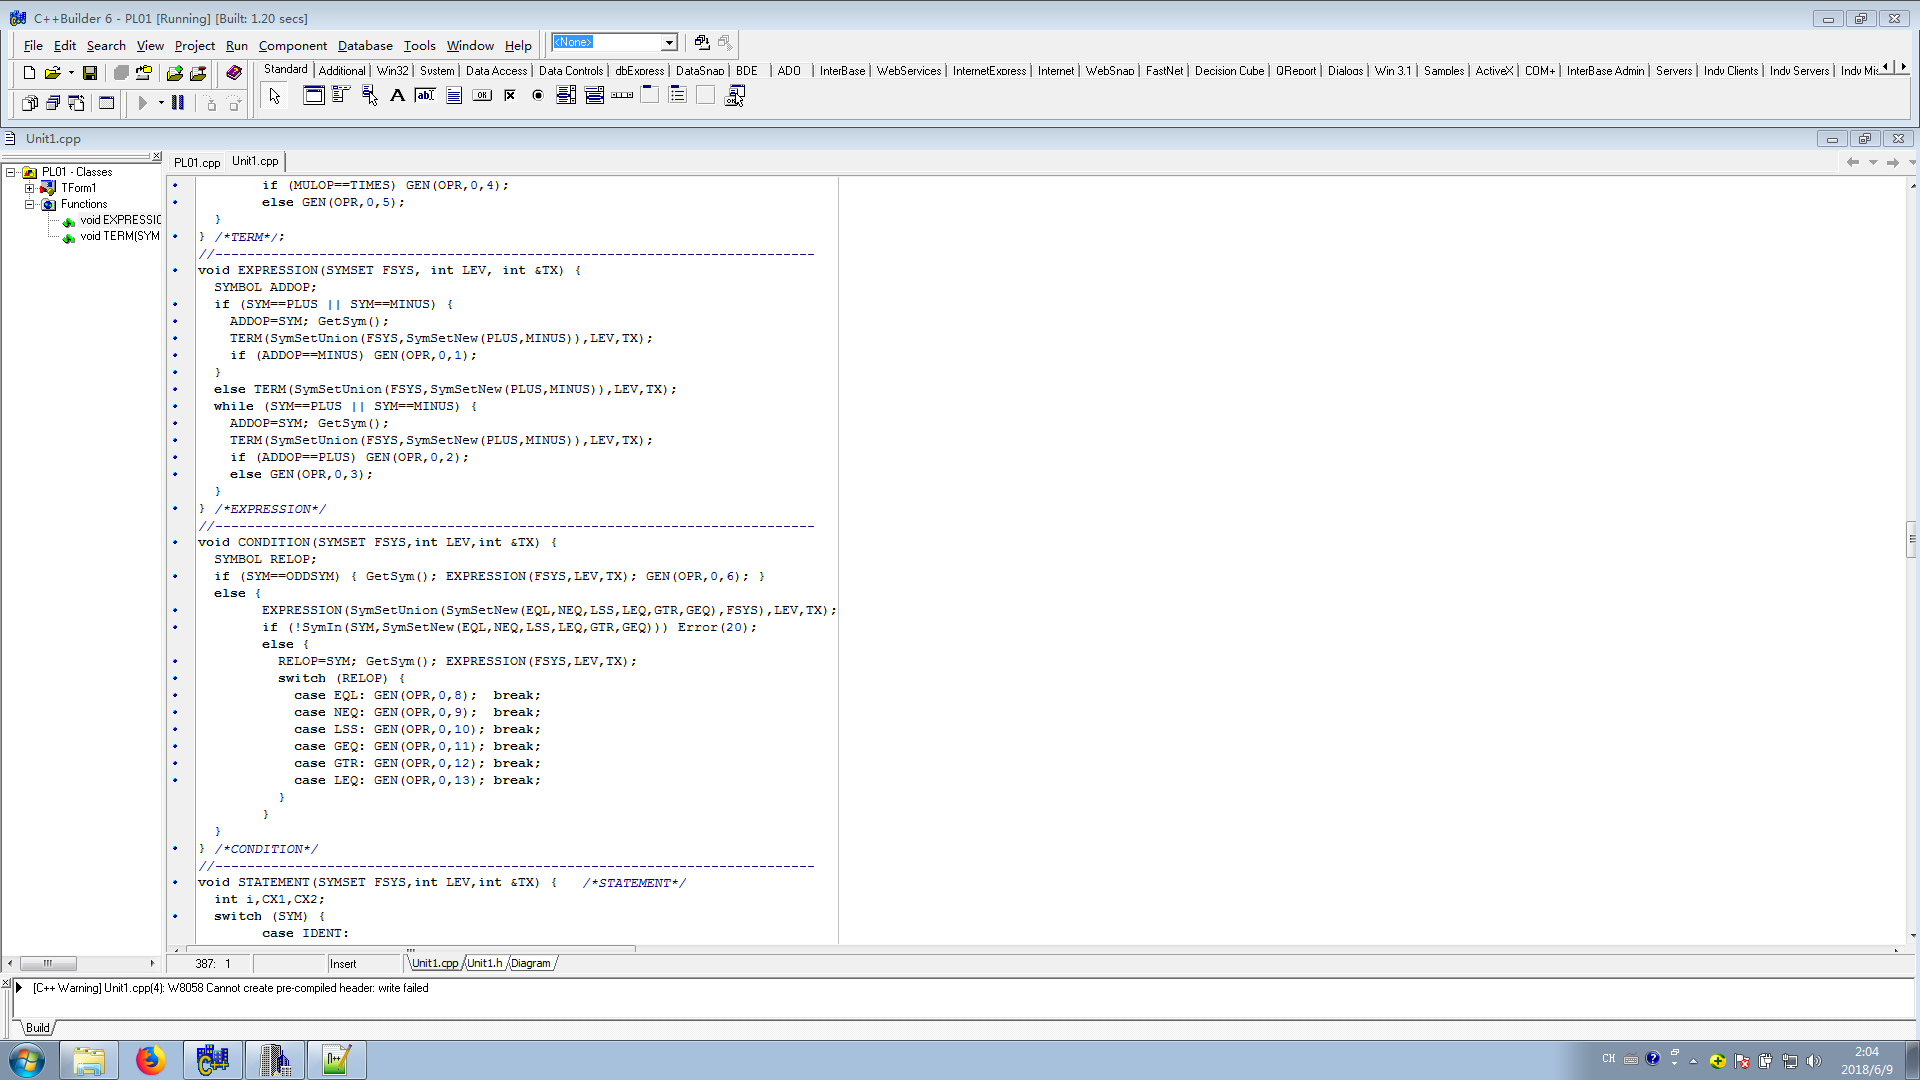 C++Builder 6 - PL01 [Running] [Built: 1.20 secs]
File Edit Search View Project Run Component Database Tools Window Help
<None>
Standard Additional Win32 System Data Access Data Controls dbExpress DataSnap BDE ADO InterBase WebServices InternetExpress Internet WebSnap FastNet Decision Cube QReport Dialogs Win 3.1 Samples ActiveX COM+ InterBase Admin Servers Indy Clients Indy Servers Indy Mis
Unit1.cpp
PL01 - Classes
TForm1
Functions
void EXPRESSIO
void TERM(SYM
PL01.cpp Unit1.cpp
if (MULOP==TIMES) GEN(OPR,0,4);
else GEN(OPR,0,5);
}
} /*TERM*/;
//---------------------------------------------------------------------------
void EXPRESSION(SYMSET FSYS, int LEV, int &TX) {
SYMBOL ADDOP;
if (SYM==PLUS || SYM==MINUS) {
ADDOP=SYM; GetSym();
TERM(SymSetUnion(FSYS,SymSetNew(PLUS,MINUS)),LEV,TX);
if (ADDOP==MINUS) GEN(OPR,0,1);
}
else TERM(SymSetUnion(FSYS,SymSetNew(PLUS,MINUS)),LEV,TX);
while (SYM==PLUS || SYM==MINUS) {
ADDOP=SYM; GetSym();
TERM(SymSetUnion(FSYS,SymSetNew(PLUS,MINUS)),LEV,TX);
if (ADDOP==PLUS) GEN(OPR,0,2);
else GEN(OPR,0,3);
}
} /*EXPRESSION*/
//---------------------------------------------------------------------------
void CONDITION(SYMSET FSYS,int LEV,int &TX) {
SYMBOL RELOP;
if (SYM==ODDSYM) { GetSym(); EXPRESSION(FSYS,LEV,TX); GEN(OPR,0,6); }
else {
EXPRESSION(SymSetUnion(SymSetNew(EQL,NEQ,LSS,LEQ,GTR,GEQ),FSYS),LEV,TX);
if (!SymIn(SYM,SymSetNew(EQL,NEQ,LSS,LEQ,GTR,GEQ))) Error(20);
else {
RELOP=SYM; GetSym(); EXPRESSION(FSYS,LEV,TX);
switch (RELOP) {
case EQL: GEN(OPR,0,8);  break;
case NEQ: GEN(OPR,0,9);  break;
case LSS: GEN(OPR,0,10); break;
case GEQ: GEN(OPR,0,11); break;
case GTR: GEN(OPR,0,12); break;
case LEQ: GEN(OPR,0,13); break;
}
}
}
} /*CONDITION*/
//---------------------------------------------------------------------------
void STATEMENT(SYMSET FSYS,int LEV,int &TX) {   /*STATEMENT*/
int i,CX1,CX2;
switch (SYM) {
case IDENT:
387: 1 Insert Unit1.cpp Unit1.h Diagram
[C++ Warning] Unit1.cpp(4): W8058 Cannot create pre-compiled header: write failed
Build
CH 2:04
2018/6/9